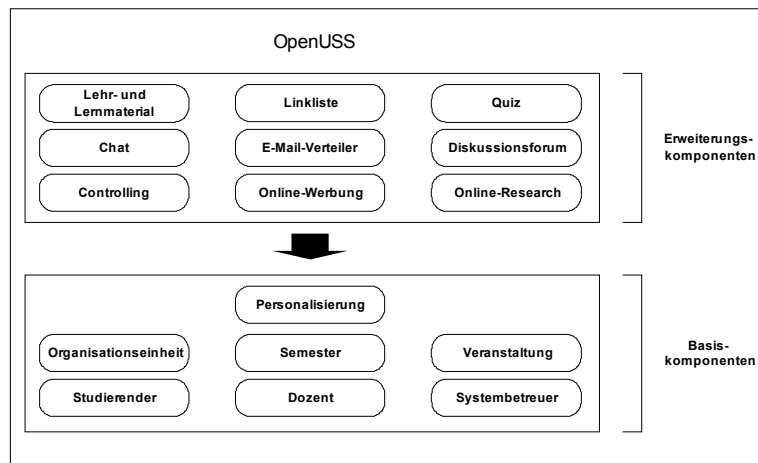 OpenUSS
Lehr- und
Lernmaterial
Linkliste
Quiz
Chat
E-Mail-Verteiler
Diskussionsforum
Controlling
Online-Werbung
Online-Research
Erweiterungs-
komponenten
Personalisierung
Organisationseinheit
Semester
Veranstaltung
Studierender
Dozent
Systembetreuer
Basis-
komponenten